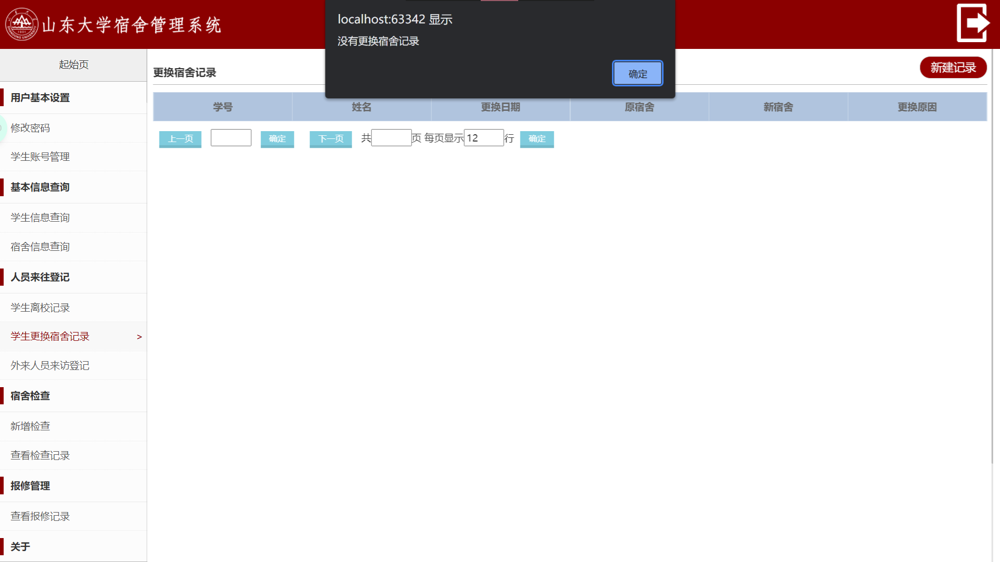 山东大学宿舍管理系统
SHANDONG UNIVERSITY
1901
localhost:63342 显示
没有更换宿舍记录
确定
起始页
用户基本设置
修改密码
学生账号管理
基本信息查询
学生信息查询
宿舍信息查询
人员来往登记
学生离校记录
学生更换宿舍记录 >
外来人员来访登记
宿舍检查
新增检查
查看检查记录
报修管理
查看报修记录
关于
更换宿舍记录
新建记录
学号 姓名 更换日期 原宿舍 新宿舍 更换原因
上一页 确定 下一页 共 页 每页显示 12 行 确定